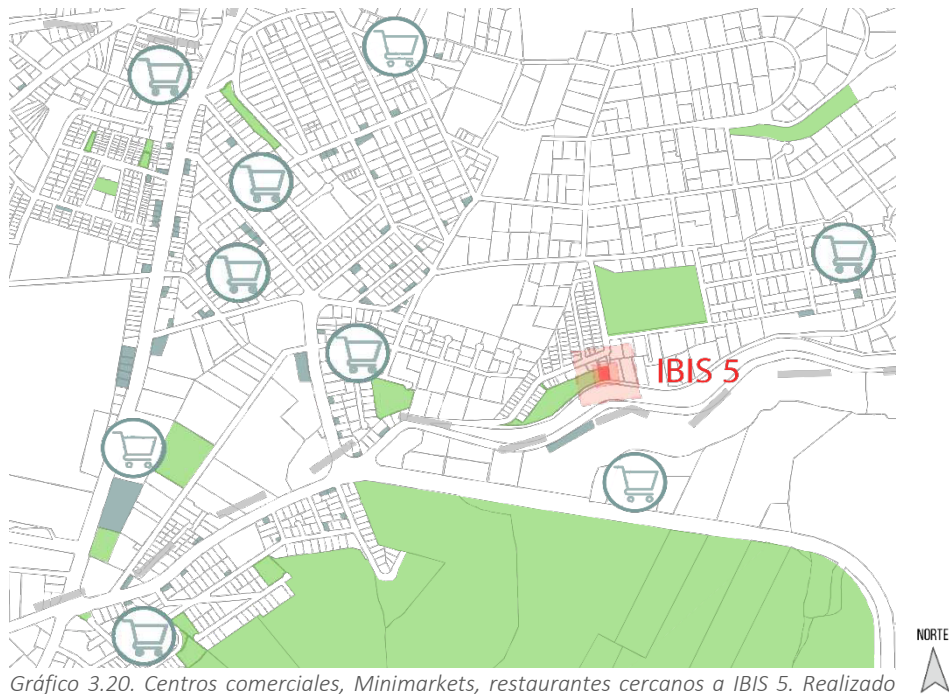 IBIS 5
NORTE
Gráfico 3.20. Centros comerciales, Minimarkets, restaurantes cercanos a IBIS 5. Realizado